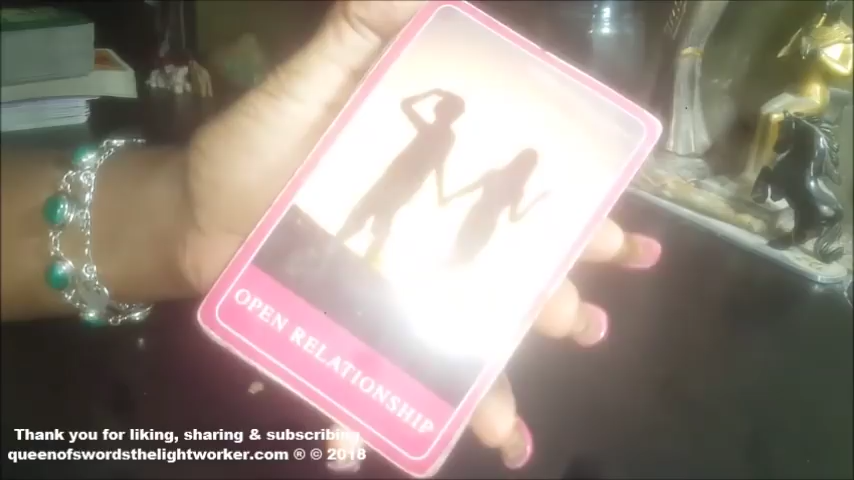 OPEN RELATIONSHIP
Thank you for liking, sharing & subscribing
queenofswordsthelightworker.com ® © 2018